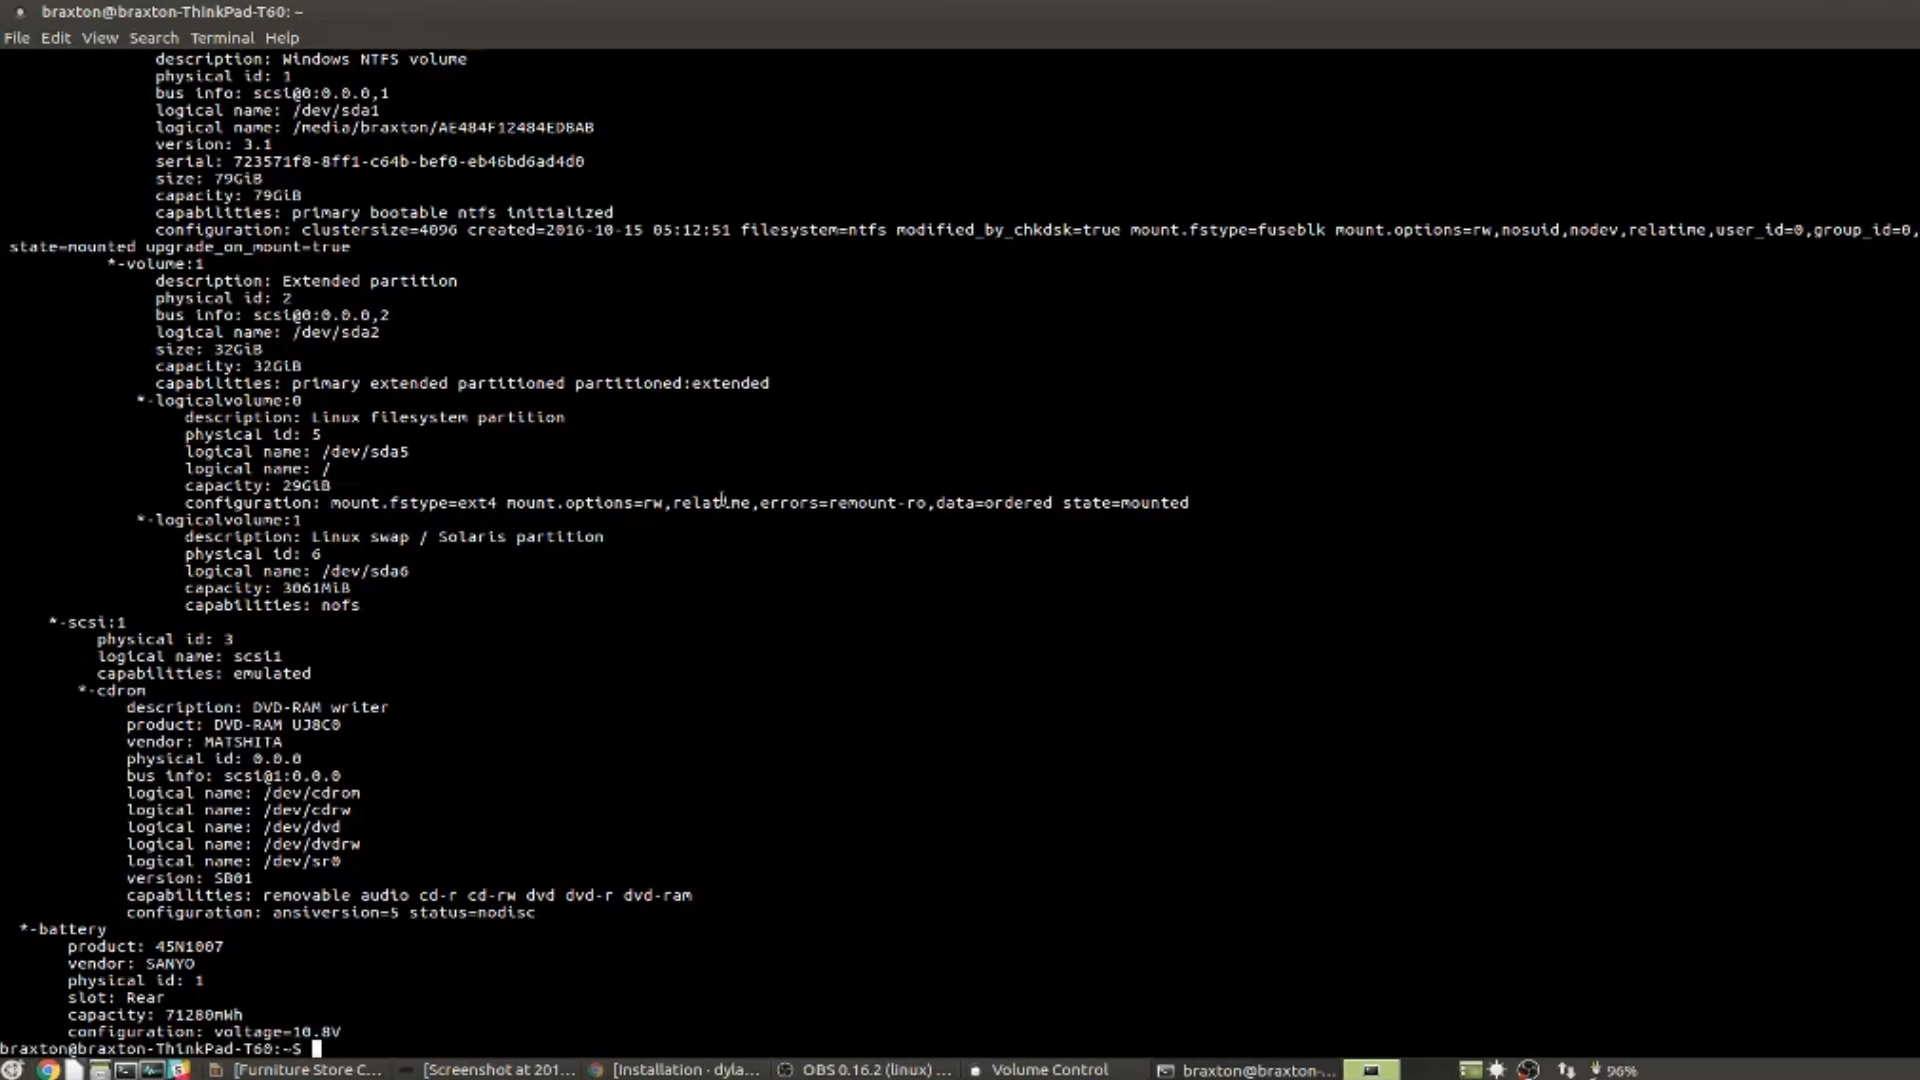 braxton@braxton-ThinkPad-T60: ~
File Edit View Search Terminal Help
description: Windows NTFS volume
physical id: 1
bus info: scsi@0:0.0.0,1
logical name: /dev/sda1
logical name: /media/braxton/AE484F12484EDBAB
version: 3.1
serial: 723571f8-8ff1-c64b-bef0-eb46bd6ad4d0
size: 79GiB
capacity: 79GiB
capabilities: primary bootable ntfs initialized
configuration: clustersize=4096 created=2016-10-15 05:12:51 filesystem=ntfs modified_by_chkdsk=true mount.fstype=fuseblk mount.options=rw,nosuid,nodev,relatime,user_id=0,group_id=0,
state=mounted upgrade_on_mount=true
*-volume:1
description: Extended partition
physical id: 2
bus info: scsi@0:0.0.0,2
logical name: /dev/sda2
size: 32GiB
capacity: 32GiB
capabilities: primary extended partitioned partitioned:extended
*-logicalvolume:0
description: Linux filesystem partition
physical id: 5
logical name: /dev/sda5
logical name: /
capacity: 29GiB
configuration: mount.fstype=ext4 mount.options=rw,relatime,errors=remount-ro,data=ordered state=mounted
*-logicalvolume:1
description: Linux swap / Solaris partition
physical id: 6
logical name: /dev/sda6
capacity: 3061MiB
capabilities: nofs
*-scsi:1
physical id: 3
logical name: scsi1
capabilities: emulated
*-cdrom
description: DVD-RAM writer
product: DVD-RAM UJ8C0
vendor: MATSHITA
physical id: 0.0.0
bus info: scsi@1:0.0.0
logical name: /dev/cdrom
logical name: /dev/cdrw
logical name: /dev/dvd
logical name: /dev/dvdrw
logical name: /dev/sr0
version: SB01
capabilities: removable audio cd-r cd-rw dvd dvd-r dvd-ram
configuration: ansiversion=5 status=nodisc
*-battery
product: 45N1007
vendor: SANYO
physical id: 1
slot: Rear
capacity: 71280mWh
configuration: voltage=10.8V
braxton@braxton-ThinkPad-T60:~$
[Furniture Store C... [Screenshot at 201... [Installation - dyla... OBS 0.16.2 (linux) ... Volume Control braxton@braxton-... 96%